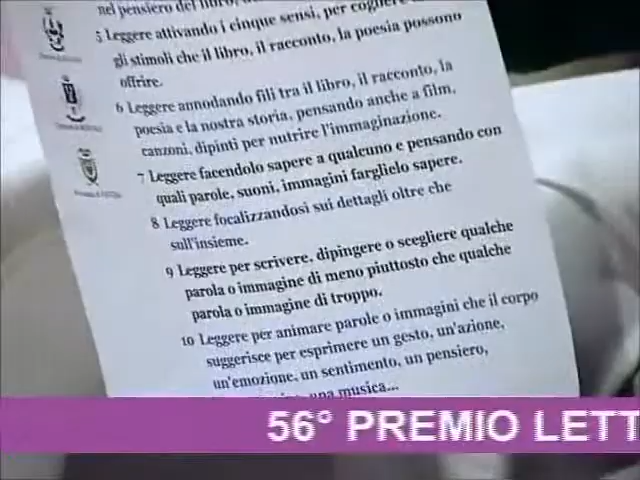 nel pensiero del libro,
5 Leggere attivando i cinque sensi, per cogliere
gli stimoli che il libro, il racconto, la poesia possono
offrire.
6 Leggere annodando fili tra il libro, il racconto, la
poesia e la nostra storia, pensando anche a film,
canzoni, dipinti per nutrire l'immaginazione.
7 Leggere facendolo sapere a qualcuno e pensando con
quali parole, suoni, immagini farglielo sapere.
8 Leggere focalizzandosi sui dettagli oltre che
sull'insieme.
9 Leggere per scrivere, dipingere o scegliere qualche
parola o immagine di meno piuttosto che qualche
parola o immagine di troppo.
10 Leggere per animare parole o immagini che il corpo
suggerisce per esprimere un gesto, un'azione,
un'emozione, un sentimento, un pensiero,
una musica...
56° PREMIO LETT